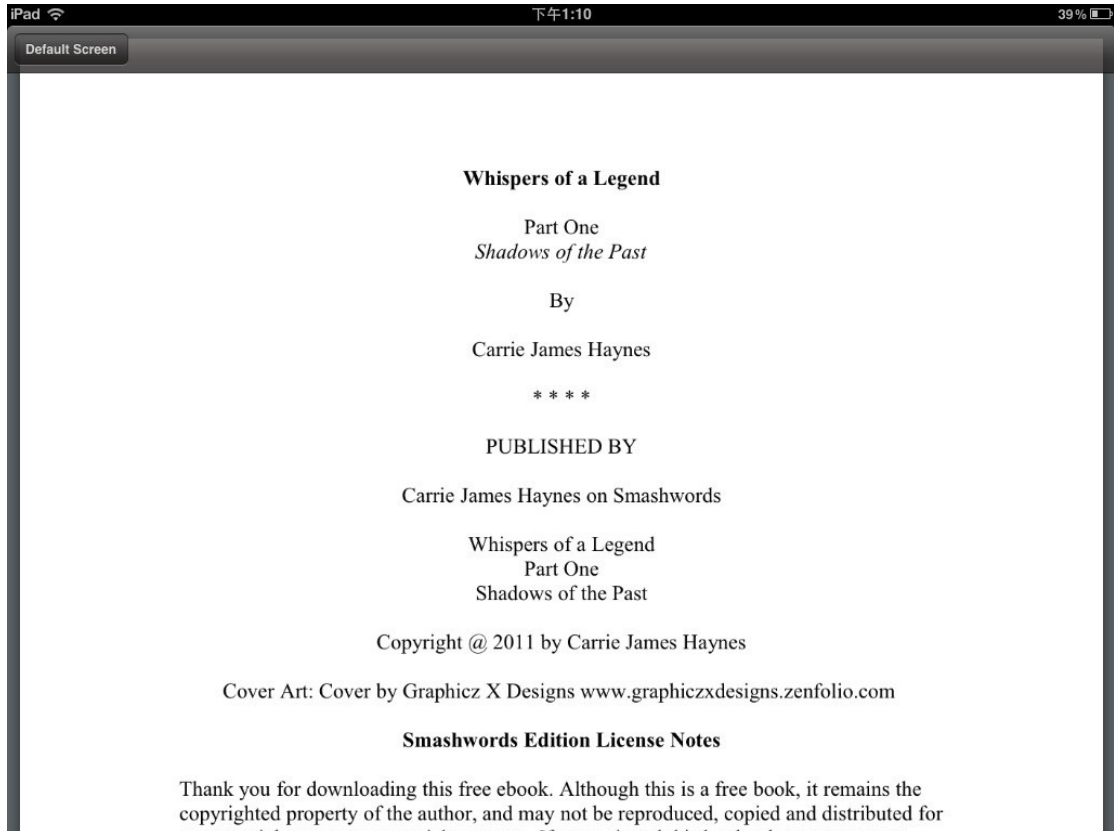 iPad 下午1:10 39%
Default Screen
Whispers of a Legend
Part One
Shadows of the Past
By
Carrie James Haynes
* * * *
PUBLISHED BY
Carrie James Haynes on Smashwords
Whispers of a Legend
Part One
Shadows of the Past
Copyright @ 2011 by Carrie James Haynes
Cover Art: Cover by Graphicz X Designs www.graphiczxdesigns.zenfolio.com
Smashwords Edition License Notes
Thank you for downloading this free ebook. Although this is a free book, it remains the
copyrighted property of the author, and may not be reproduced, copied and distributed for